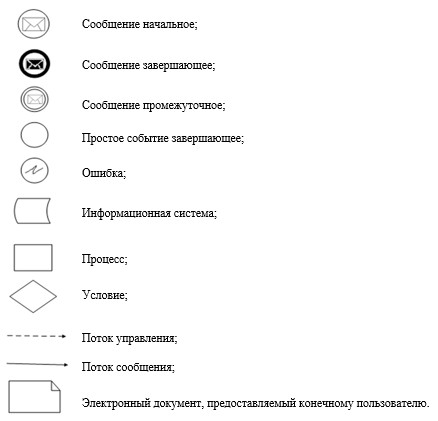 Сообщение начальное;
Сообщение завершающее;
Сообщение промежуточное;
Простое событие завершающее;
Ошибка;
Информационная система;
Процесс;
Условие;
Поток управления;
Поток сообщения;
Электронный документ, предоставляемый конечному пользователю.